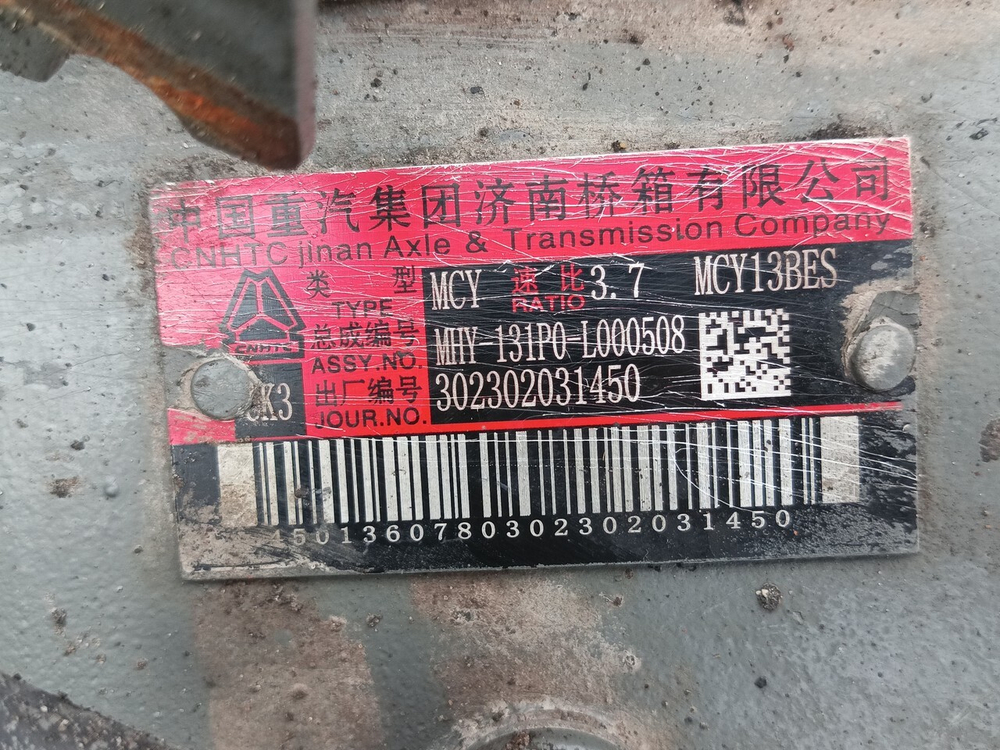 中国重汽集团济南桥箱有限公司
CNHTC jinan Axle & Transmission Company
类型 MCY 速比 3.7 MCY13BES
TYPE RATIO
CNHTC
总成编号 MHY-131P0-L000508
ASSY.NO.
出厂编号 302302031450
JOUR.NO.
4501360780302302031450